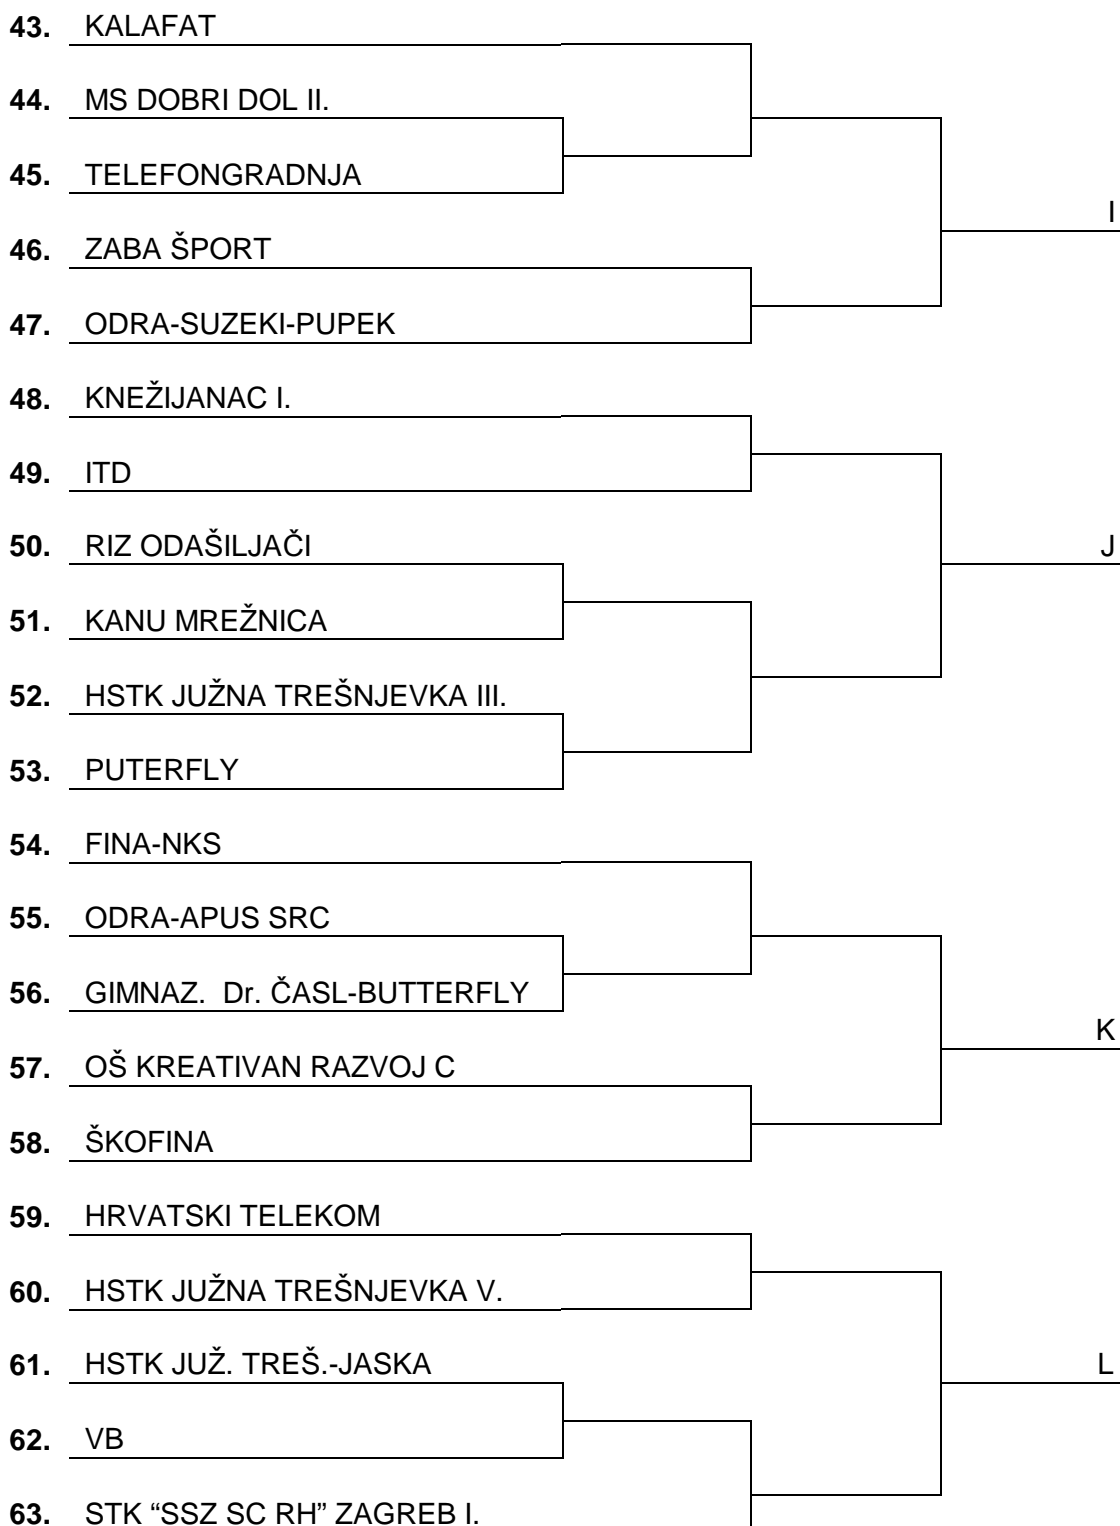 43. KALAFAT
44. MS DOBRI DOL II.
45. TELEFONGRADNJA
I
46. ZABA ŠPORT
47. ODRA-SUZEKI-PUPEK
48. KNEŽIJANAC I.
49. ITD
50. RIZ ODAŠILJAČI
J
51. KANU MREŽNICA
52. HSTK JUŽNA TREŠNJEVKA III.
53. PUTERFLY
54. FINA-NKS
55. ODRA-APUS SRC
56. GIMNAZ. Dr. ČASL-BUTTERFLY
K
57. OŠ KREATIVAN RAZVOJ C
58. ŠKOFINA
59. HRVATSKI TELEKOM
60. HSTK JUŽNA TREŠNJEVKA V.
61. HSTK JUŽ. TREŠ.-JASKA
L
62. VB
63. STK “SSZ SC RH” ZAGREB I.